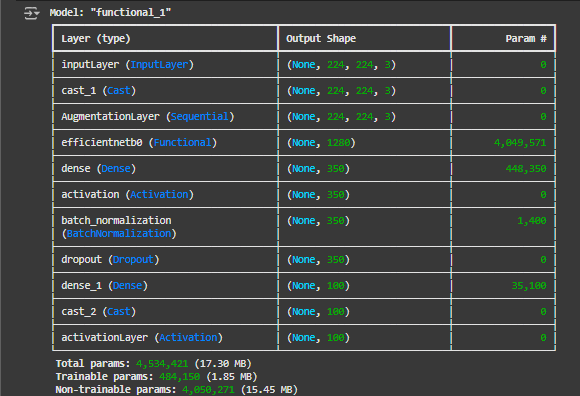 Model: "functional_1"
Layer (type) Output Shape Param #
inputLayer (InputLayer) (None, 224, 224, 3) 0
cast_1 (Cast) (None, 224, 224, 3) 0
AugmentationLayer (Sequential) (None, 224, 224, 3) 0
efficientnetb0 (Functional) (None, 1280) 4,049,571
dense (Dense) (None, 350) 448,350
activation (Activation) (None, 350) 0
batch_normalization (None, 350) 1,400
(BatchNormalization)
dropout (Dropout) (None, 350) 0
dense_1 (Dense) (None, 100) 35,100
cast_2 (Cast) (None, 100) 0
activationLayer (Activation) (None, 100) 0
Total params: 4,534,421 (17.30 MB)
Trainable params: 484,150 (1.85 MB)
Non-trainable params: 4,050,271 (15.45 MB)